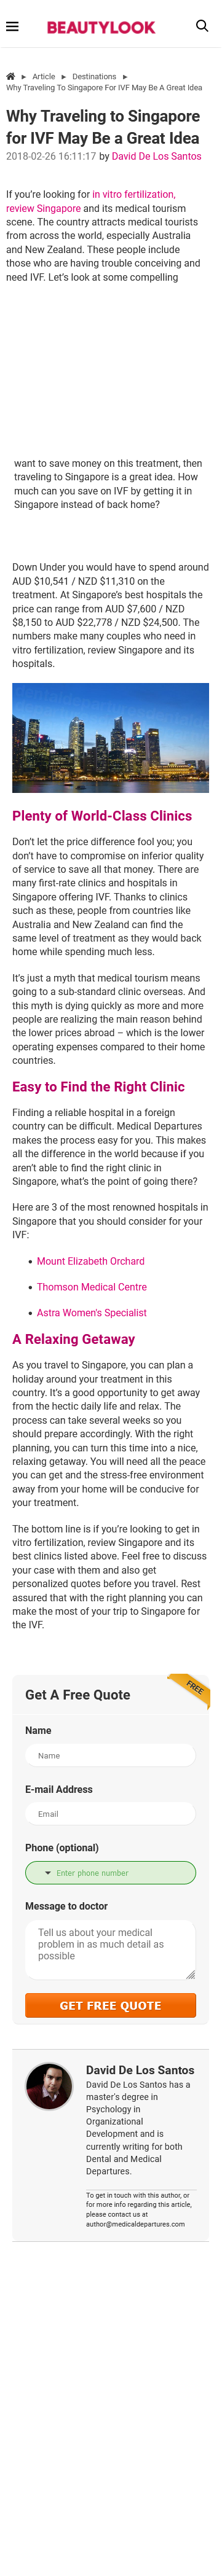 BEAUTYLOOK
► Article ► Destinations ►
Why Traveling To Singapore For IVF May Be A Great Idea
Why Traveling to Singapore
for IVF May Be a Great Idea
2018-02-26 16:11:17 by David De Los Santos
If you're looking for in vitro fertilization,
review Singapore and its medical tourism
scene. The country attracts medical tourists
from across the world, especially Australia
and New Zealand. These people include
those who are having trouble conceiving and
need IVF. Let's look at some compelling
want to save money on this treatment, then
traveling to Singapore is a great idea. How
much can you save on IVF by getting it in
Singapore instead of back home?
Down Under you would have to spend around
AUD $10,541 / NZD $11,310 on the
treatment. At Singapore's best hospitals the
price can range from AUD $7,600 / NZD
$8,150 to AUD $22,778 / NZD $24,500. The
numbers make many couples who need in
vitro fertilization, review Singapore and its
hospitals.
Plenty of World-Class Clinics
Don't let the price difference fool you; you
don't have to compromise on inferior quality
of service to save all that money. There are
many first-rate clinics and hospitals in
Singapore offering IVF. Thanks to clinics
such as these, people from countries like
Australia and New Zealand can find the
same level of treatment as they would back
home while spending much less.
It's just a myth that medical tourism means
going to a sub-standard clinic overseas. And
this myth is dying quickly as more and more
people are realizing the main reason behind
the lower prices abroad – which is the lower
operating expenses compared to their home
countries.
Easy to Find the Right Clinic
Finding a reliable hospital in a foreign
country can be difficult. Medical Departures
makes the process easy for you. This makes
all the difference in the world because if you
aren't able to find the right clinic in
Singapore, what's the point of going there?
Here are 3 of the most renowned hospitals in
Singapore that you should consider for your
IVF:
• Mount Elizabeth Orchard
• Thomson Medical Centre
• Astra Women's Specialist
A Relaxing Getaway
As you travel to Singapore, you can plan a
holiday around your treatment in this
country. It's a good opportunity to get away
from the hectic daily life and relax. The
process can take several weeks so you
should prepare accordingly. With the right
planning, you can turn this time into a nice,
relaxing getaway. You will need all the peace
you can get and the stress-free environment
away from your home will be conducive for
your treatment.
The bottom line is if you're looking to get in
vitro fertilization, review Singapore and its
best clinics listed above. Feel free to discuss
your case with them and also get
personalized quotes before you travel. Rest
assured that with the right planning you can
make the most of your trip to Singapore for
the IVF.
FREE
Get A Free Quote
Name
Name
E-mail Address
Email
Phone (optional)
Enter phone number
Message to doctor
Tell us about your medical
problem in as much detail as
possible
GET FREE QUOTE
David De Los Santos
David De Los Santos has a
master's degree in
Psychology in
Organizational
Development and is
currently writing for both
Dental and Medical
Departures.
To get in touch with this author, or
for more info regarding this article,
please contact us at
author@medicaldepartures.com